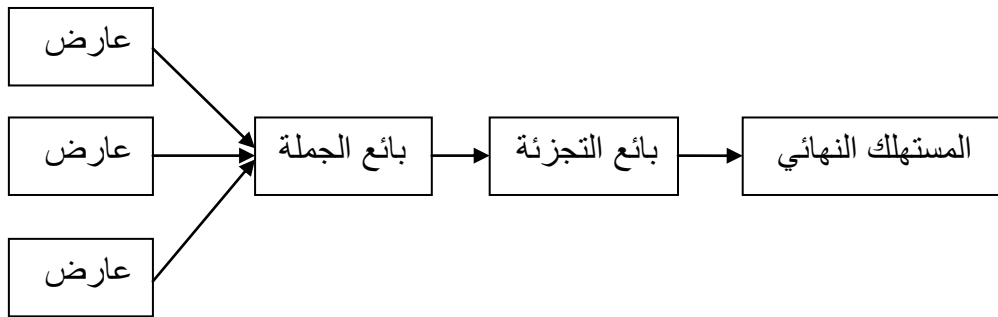 عارض
عارض
عارض
بائع الجملة
بائع التجزئة
المستهلك النهائي